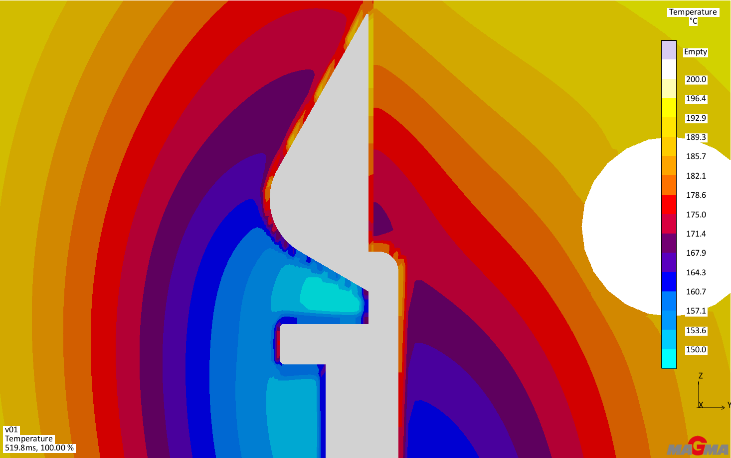 Temperature
°C
Empty
200.0
196.4
192.9
189.3
185.7
182.1
178.6
175.0
171.4
167.9
164.3
160.7
157.1
153.6
150.0
Z
X
Y
v01
Temperature
519.8ms, 100.00 %
MAGMA